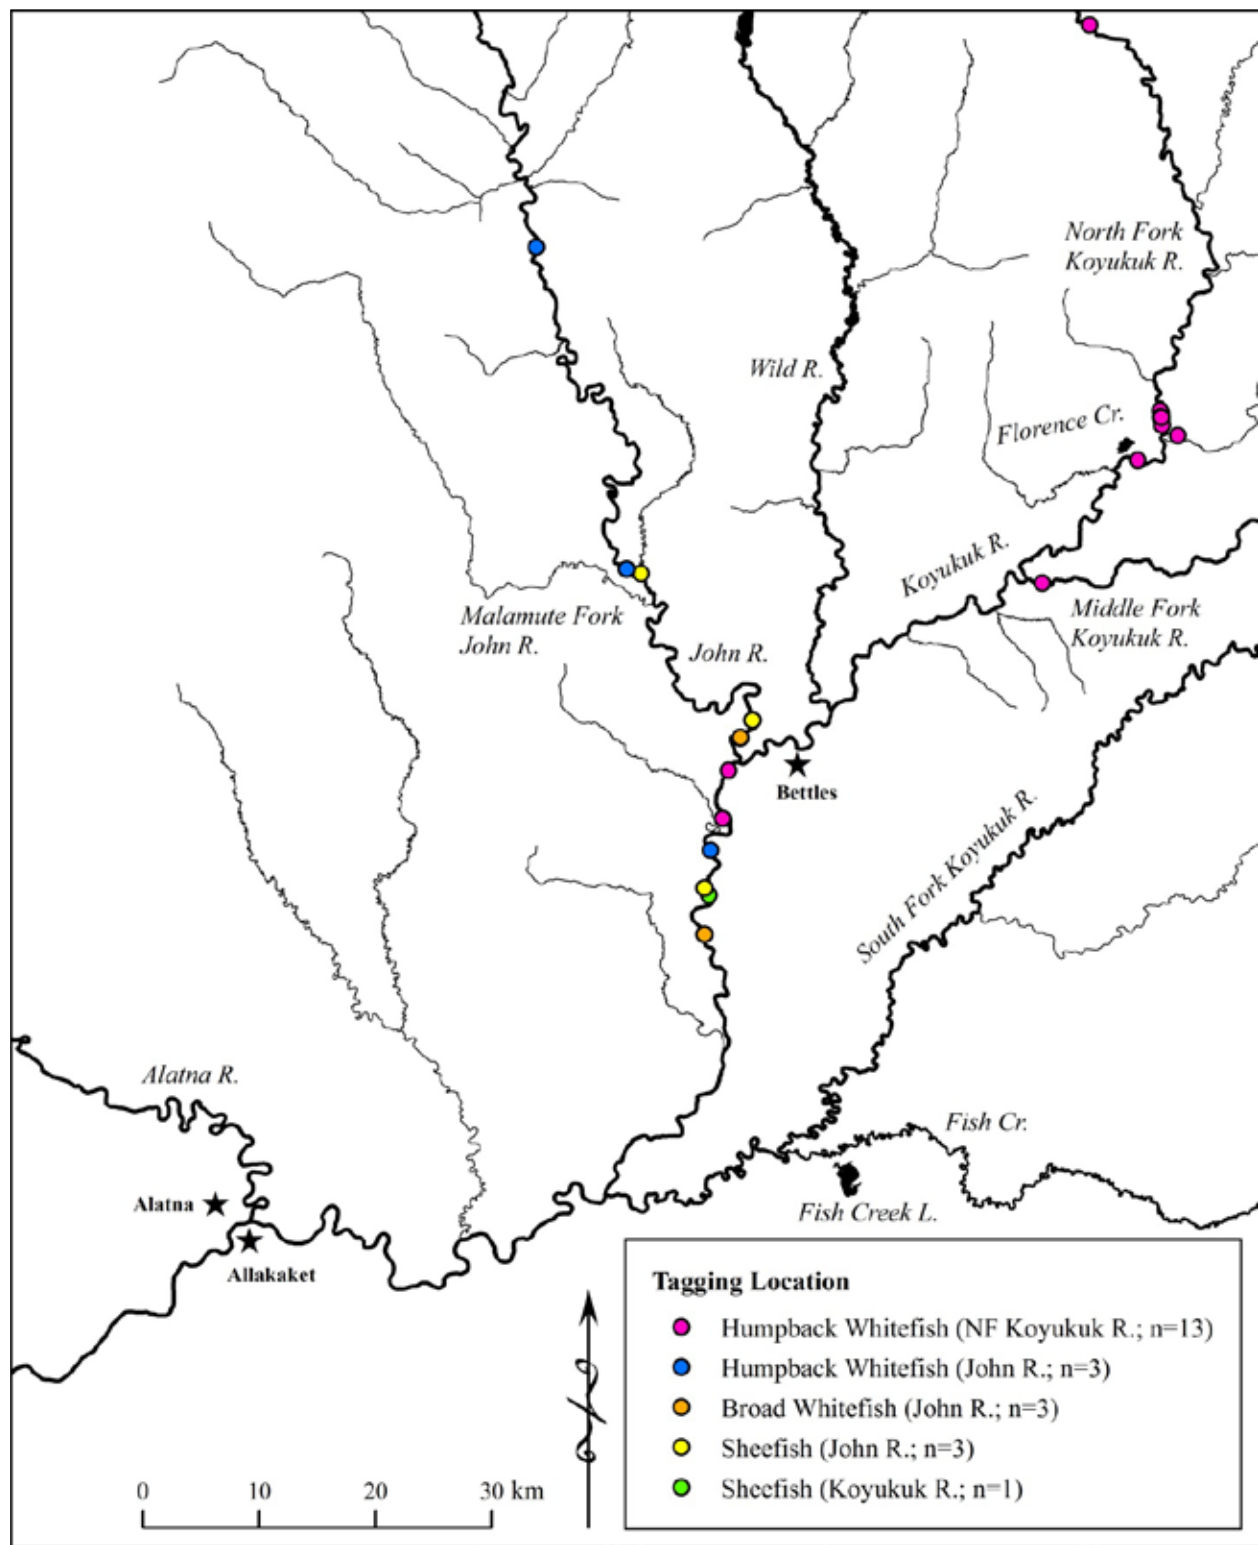 North Fork
Koyukuk R.
Wild R.
Florence Cr.
Koyukuk R.
Malamute Fork
John R.
John R.
Middle Fork
Koyukuk R.
Bettles
South Fork Koyukuk R.
Alatna R.
Fish Cr.
Alatna
Fish Creek L.
Allakaket
Tagging Location
Humpback Whitefish (NF Koyukuk R.; n=13)
Humpback Whitefish (John R.; n=3)
Broad Whitefish (John R.; n=3)
Sheefish (John R.; n=3)
Sheefish (Koyukuk R.; n=1)
0 10 20 30 km